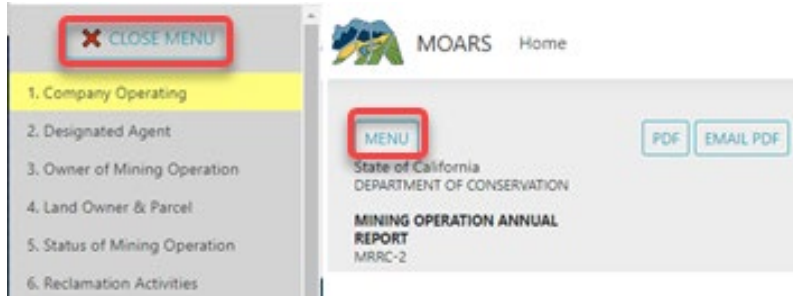 CLOSE MENU
1. Company Operating
2. Designated Agent
3. Owner of Mining Operation
4. Land Owner & Parcel
5. Status of Mining Operation
6. Reclamation Activities
MOARS Home
MENU PDF EMAIL PDF
State of California
DEPARTMENT OF CONSERVATION
MINING OPERATION ANNUAL
REPORT
MRRC-2